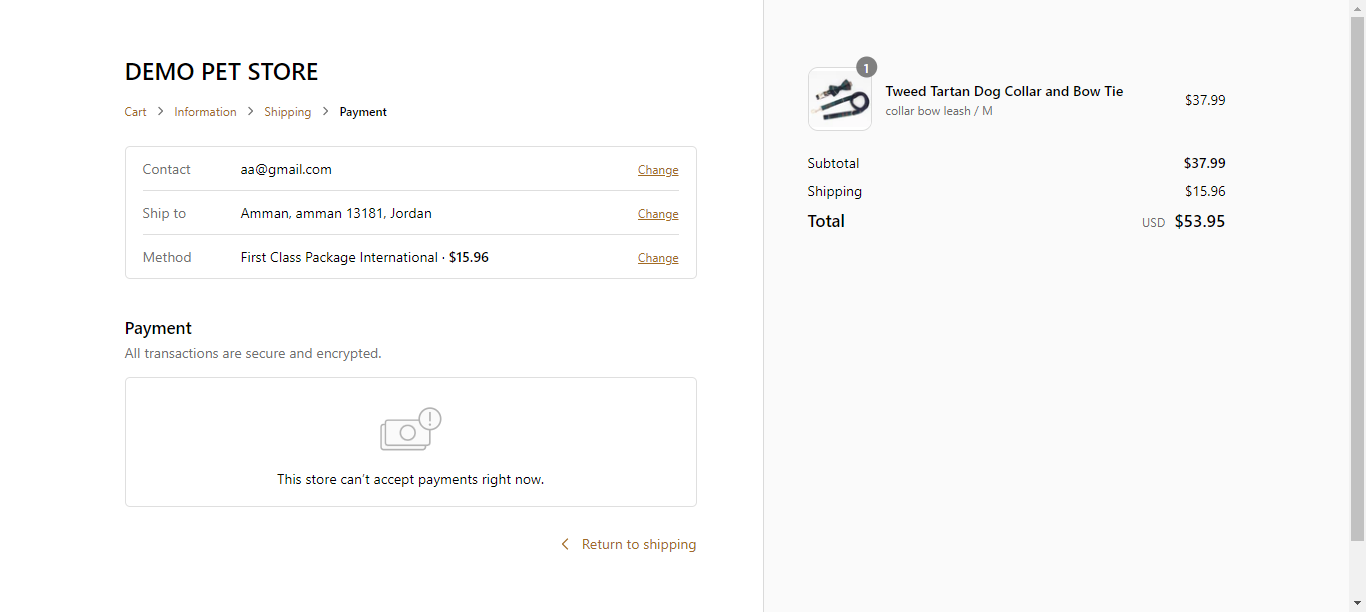 DEMO PET STORE
Cart > Information > Shipping > Payment
Contact aa@gmail.com Change
Ship to Amman, amman 13181, Jordan Change
Method First Class Package International · $15.96 Change
Payment
All transactions are secure and encrypted.
This store can't accept payments right now.
Return to shipping
1
Tweed Tartan Dog Collar and Bow Tie
collar bow leash / M
$37.99
Subtotal $37.99
Shipping $15.96
Total USD $53.95